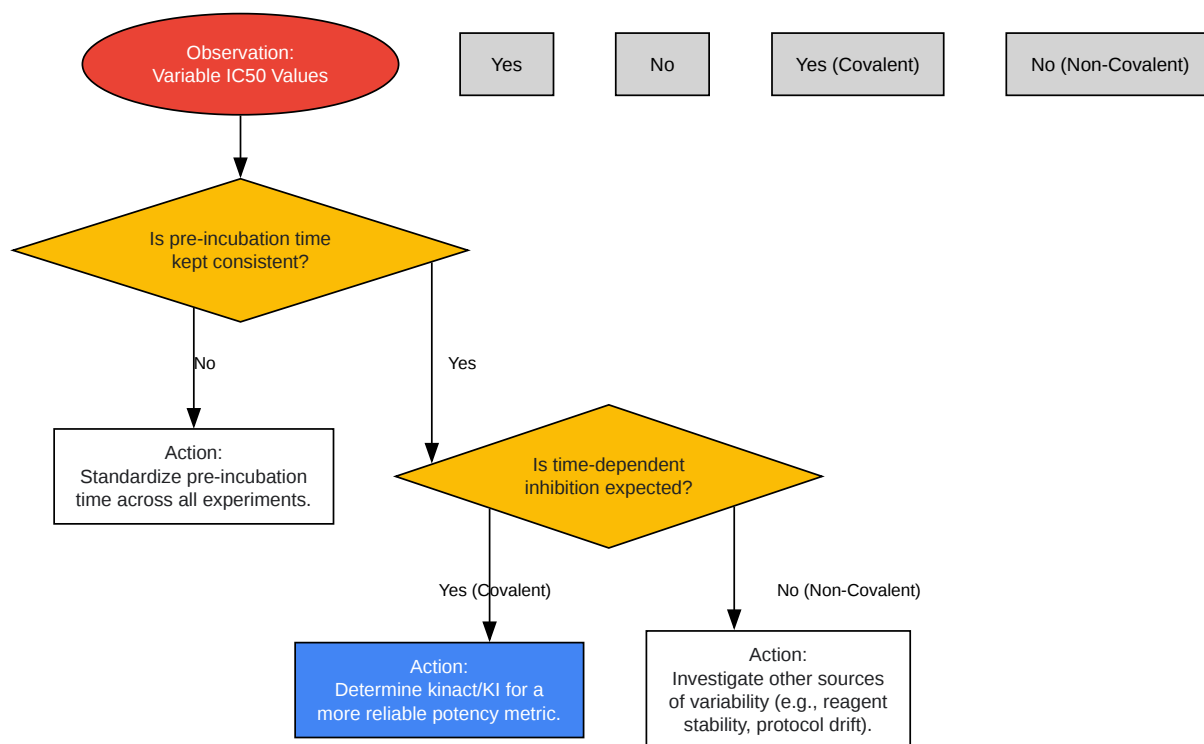 Observation:
Variable IC50 Values
Yes
No
Yes (Covalent)
No (Non-Covalent)
Is pre-incubation time
kept consistent?
No
Yes
Action:
Standardize pre-incubation
time across all experiments.
Is time-dependent
inhibition expected?
Yes (Covalent)
No (Non-Covalent)
Action:
Determine kinact/KI for a
more reliable potency metric.
Action:
Investigate other sources
of variability (e.g., reagent
stability, protocol drift).